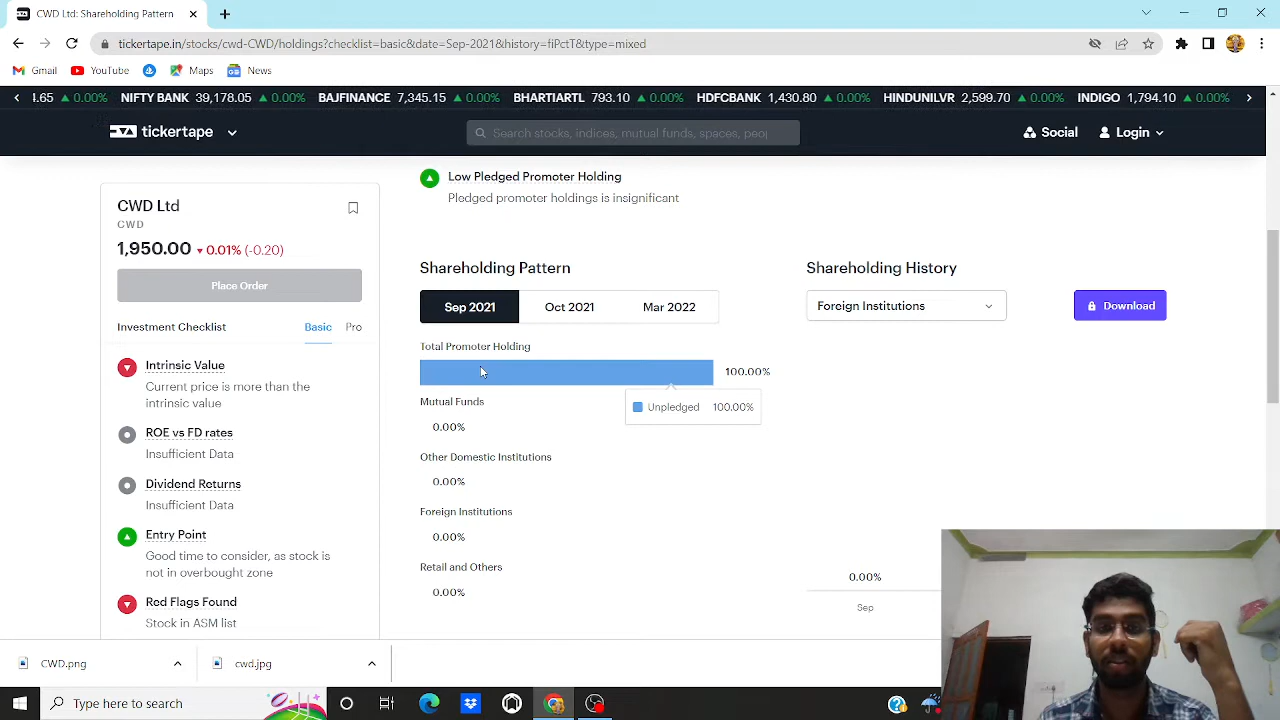 CWD Ltd: Shareholding Pattern
tickertape.in/stocks/cwd-CWD/holdings?checklist=basic&date=Sep-2021&history=fiPctT&type=mixed
Gmail YouTube Maps News
4.65 0.00% NIFTY BANK 39,178.05 0.00% BAJFINANCE 7,345.15 0.00% BHARTIARTL 793.10 0.00% HDFCBANK 1,430.80 0.00% HINDUNILVR 2,599.70 0.00% INDIGO 1,794.10 0.00%
tickertape Search stocks, indices, mutual funds, spaces, peop Social Login
Low Pledged Promoter Holding
Pledged promoter holdings is insignificant
CWD Ltd
CWD
1,950.00 0.01% (-0.20)
Place Order
Investment Checklist Basic Pro
Intrinsic Value
Current price is more than the
intrinsic value
ROE vs FD rates
Insufficient Data
Dividend Returns
Insufficient Data
Entry Point
Good time to consider, as stock is
not in overbought zone
Red Flags Found
Stock in ASM list
Shareholding Pattern
Sep 2021 Oct 2021 Mar 2022
Total Promoter Holding
100.00%
Unpledged 100.00%
Mutual Funds
0.00%
Other Domestic Institutions
0.00%
Foreign Institutions
0.00%
Retail and Others
0.00%
Shareholding History
Foreign Institutions Download
0.00%
Sep
CWD.png cwd.jpg
Type here to search